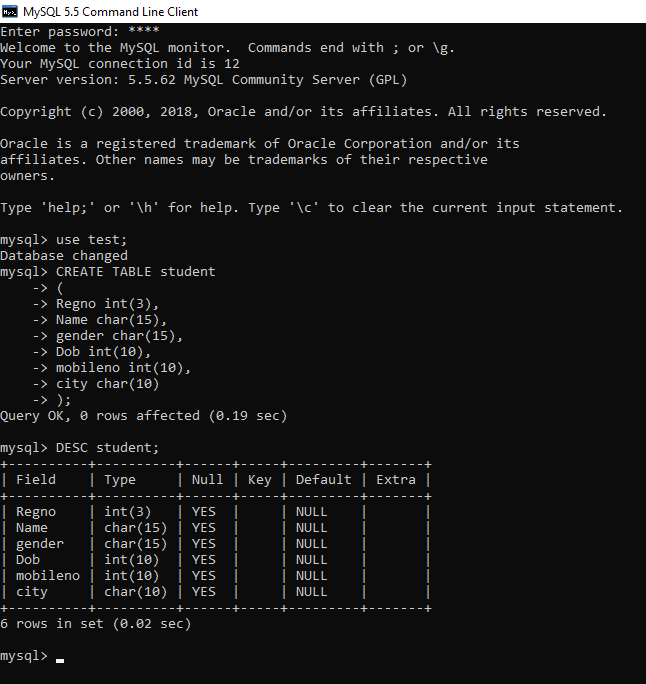 MySQL 5.5 Command Line Client
Enter password: ****
Welcome to the MySQL monitor.  Commands end with ; or \g.
Your MySQL connection id is 12
Server version: 5.5.62 MySQL Community Server (GPL)

Copyright (c) 2000, 2018, Oracle and/or its affiliates. All rights reserved.

Oracle is a registered trademark of Oracle Corporation and/or its
affiliates. Other names may be trademarks of their respective
owners.

Type 'help;' or '\h' for help. Type '\c' to clear the current input statement.

mysql> use test;
Database changed
mysql> CREATE TABLE student
    -> (
    -> Regno int(3),
    -> Name char(15),
    -> gender char(15),
    -> Dob int(10),
    -> mobileno int(10),
    -> city char(10)
    -> );
Query OK, 0 rows affected (0.19 sec)

mysql> DESC student;
+----------+----------+------+-----+---------+-------+
| Field    | Type     | Null | Key | Default | Extra |
+----------+----------+------+-----+---------+-------+
| Regno    | int(3)   | YES  |     | NULL    |       |
| Name     | char(15) | YES  |     | NULL    |       |
| gender   | char(15) | YES  |     | NULL    |       |
| Dob      | int(10)  | YES  |     | NULL    |       |
| mobileno | int(10)  | YES  |     | NULL    |       |
| city     | char(10) | YES  |     | NULL    |       |
+----------+----------+------+-----+---------+-------+
6 rows in set (0.02 sec)

mysql> _